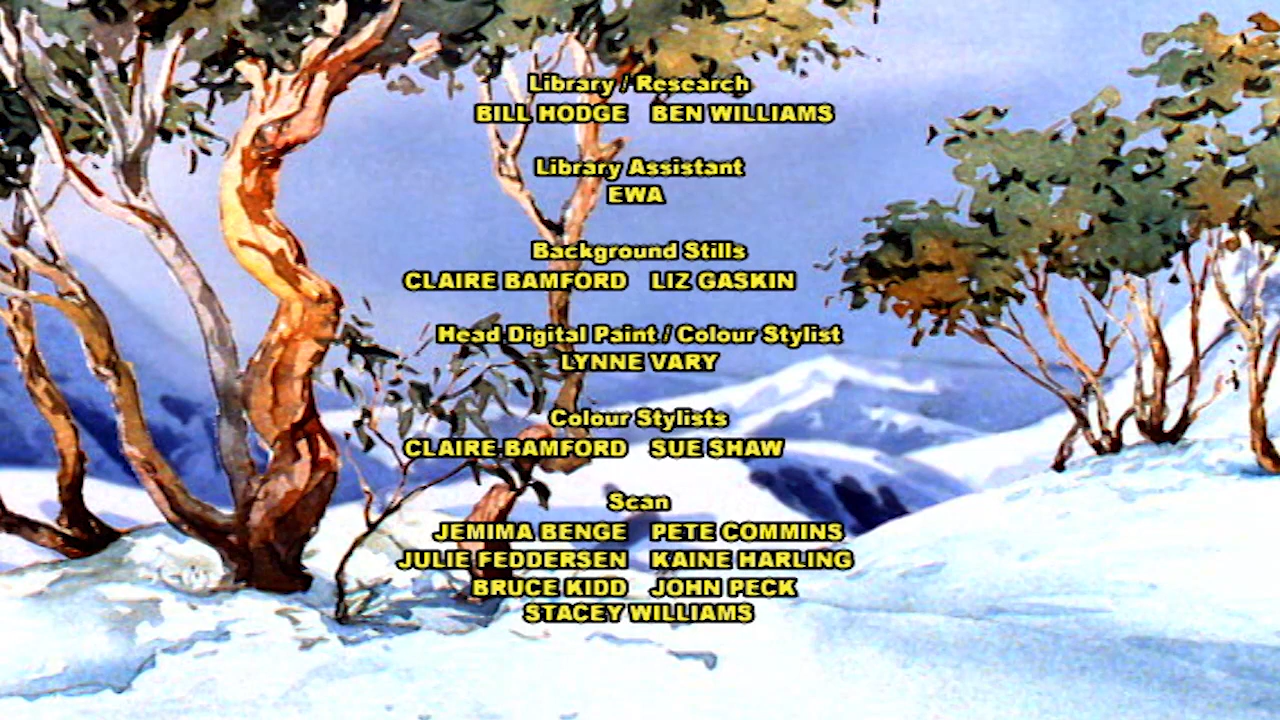 Library / Research
BILL HODGE BEN WILLIAMS
Library Assistant
EWA
Background Stills
CLAIRE BAMFORD LIZ GASKIN
Head Digital Paint / Colour Stylist
LYNNE VARY
Colour Stylists
CLAIRE BAMFORD SUE SHAW
Scan
JEMIMA BENGE PETE COMMINS
JULIE FEDDERSEN KAINE HARLING
BRUCE KIDD JOHN PECK
STACEY WILLIAMS